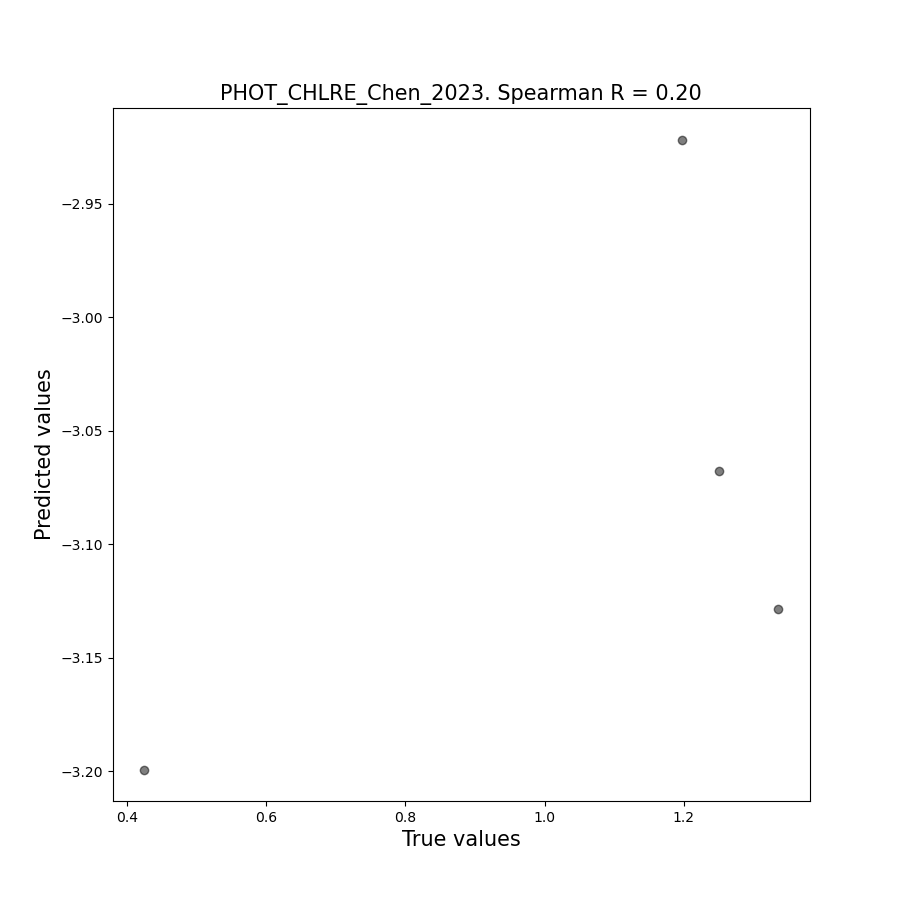 PHOT_CHLRE_Chen_2023. Spearman R = 0.20
−2.95
−3.00
−3.05
−3.10
−3.15
−3.20
Predicted values
0.4 0.6 0.8 1.0 1.2
True values